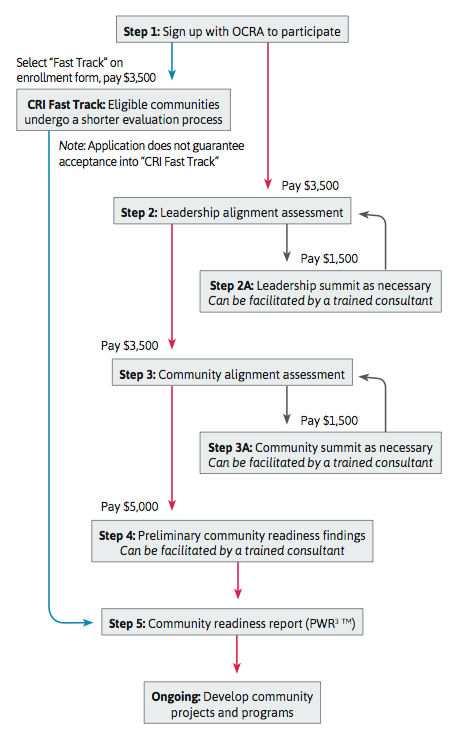 Step 1: Sign up with OCRA to participate
Select “Fast Track” on
enrollment form, pay $3,500
CRI Fast Track: Eligible communities
undergo a shorter evaluation process
Note: Application does not guarantee
acceptance into “CRI Fast Track”
Pay $3,500
Step 2: Leadership alignment assessment
Pay $1,500
Step 2A: Leadership summit as necessary
Can be facilitated by a trained consultant
Pay $3,500
Step 3: Community alignment assessment
Pay $1,500
Step 3A: Community summit as necessary
Can be facilitated by a trained consultant
Pay $5,000
Step 4: Preliminary community readiness findings
Can be facilitated by a trained consultant
Step 5: Community readiness report (PWR³ ™)
Ongoing: Develop community
projects and programs